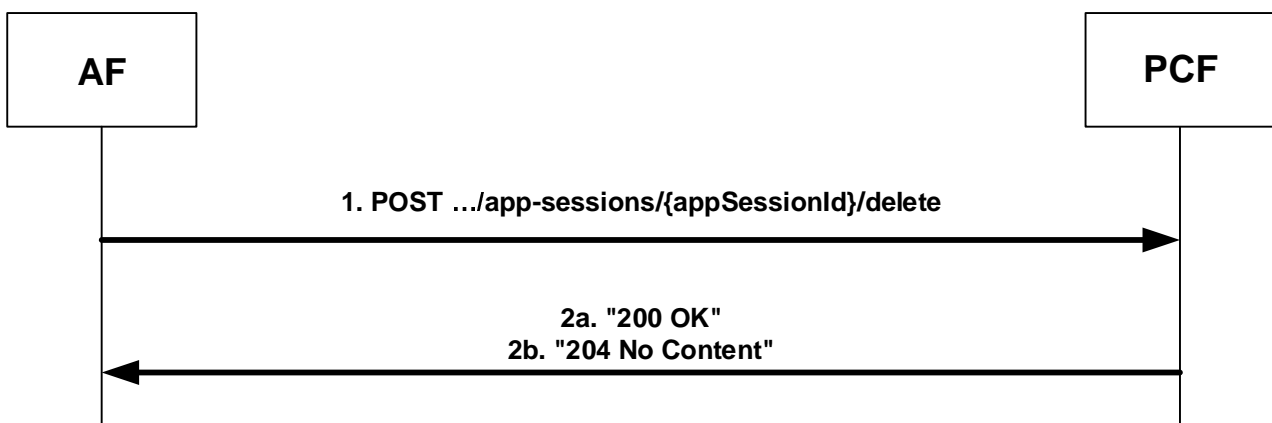 AF
PCF
1. POST …/app-sessions/{appSessionId}/delete
2a. "200 OK"
2b. "204 No Content"